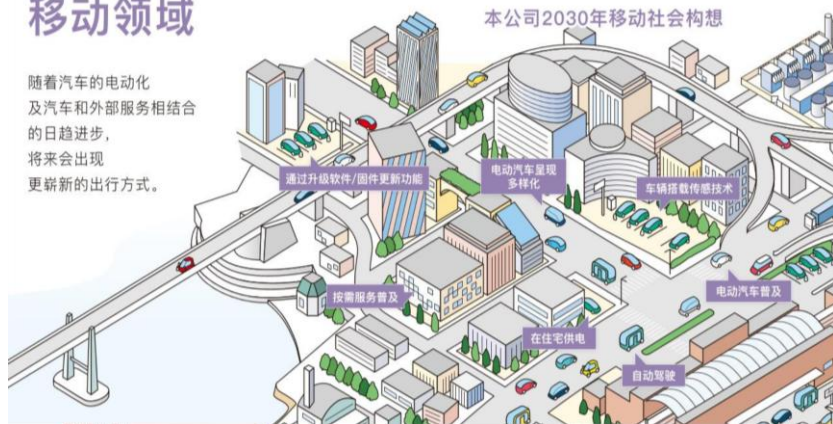 移动领域
本公司2030年移动社会构想
随着汽车的电动化
及汽车和外部服务相结合
的日趋进步，
将来会出现
更崭新的出行方式。
通过升级软件/固件更新功能
电动汽车呈现
多样化
车辆搭载传感技术
按需服务普及
电动汽车普及
在住宅供电
自动驾驶